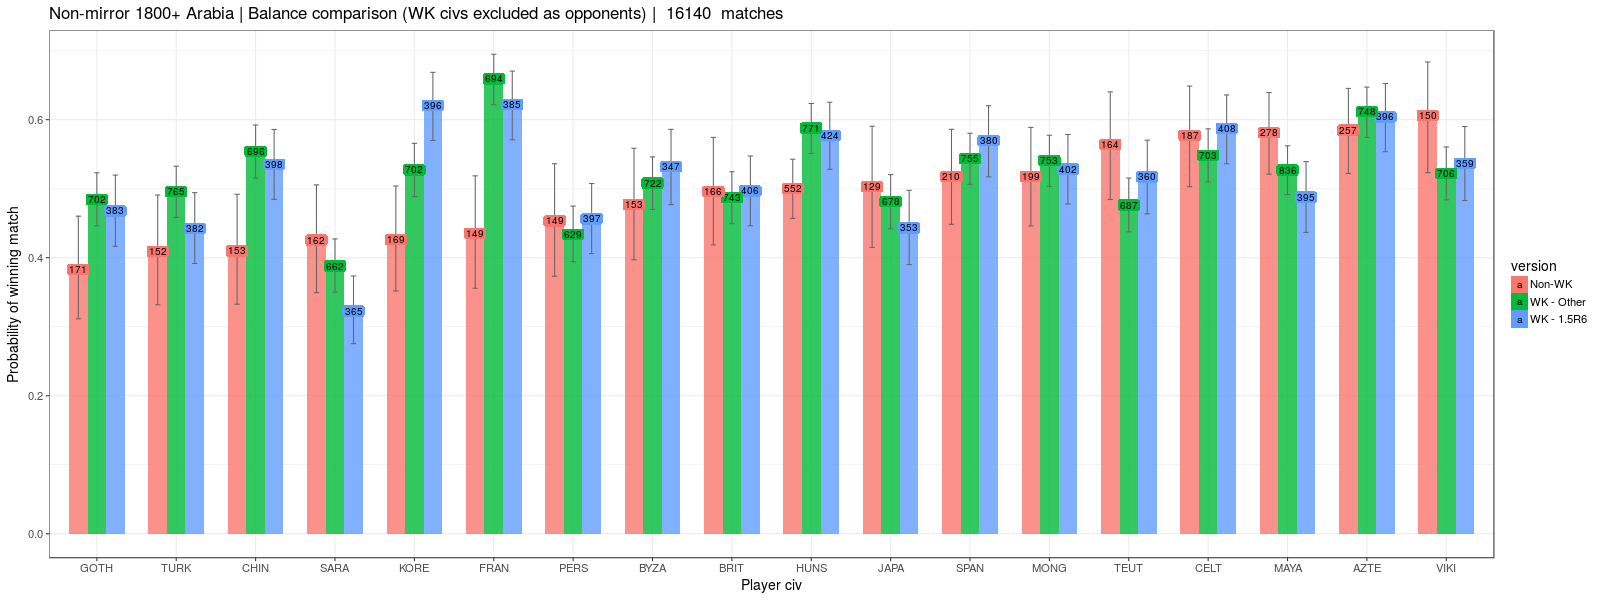 Non-mirror 1800+ Arabia | Balance comparison (WK civs excluded as opponents) | 16140 matches
Probability of winning match
0.6
0.4
0.2
0.0
171 702 383
152 765 382
153 696 398
162 662 365
169 702 396
149 694 385
149 629 397
153 722 347
166 743 406
552 771 424
129 678 353
210 755 380
199 753 402
164 687 360
187 703 408
278 836 395
257 748 396
150 706 359
GOTH TURK CHIN SARA KORE FRAN PERS BYZA BRIT HUNS JAPA SPAN MONG TEUT CELT MAYA AZTE VIKI
Player civ
version
a Non-WK
a WK - Other
a WK - 1.5R6